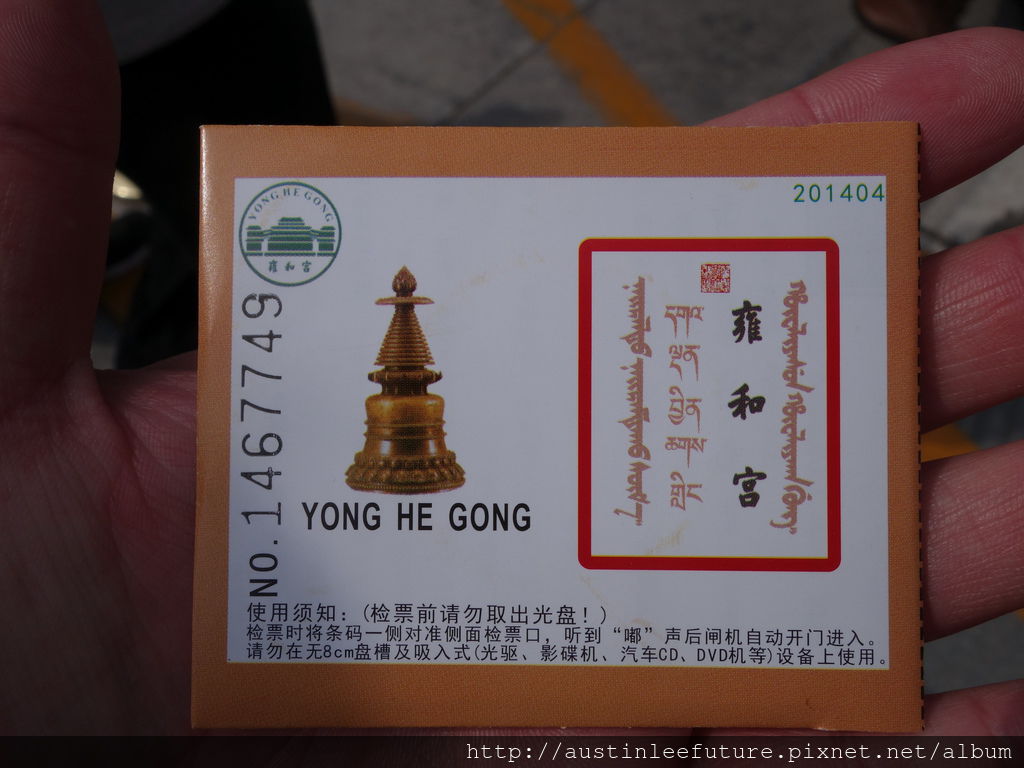 YONG HE GONG
雍和宫
201404
NO.1467749
雍和宫
YONG HE GONG
使用须知：(检票前请勿取出光盘！)
检票时将条码一侧对准侧面检票口，听到“嘟”声后闸机自动开门进入。
请勿在无8cm盘槽及吸入式(光驱、影碟机、汽车CD、DVD机等)设备上使用。
http://austinleefuture.pixnet.net/album